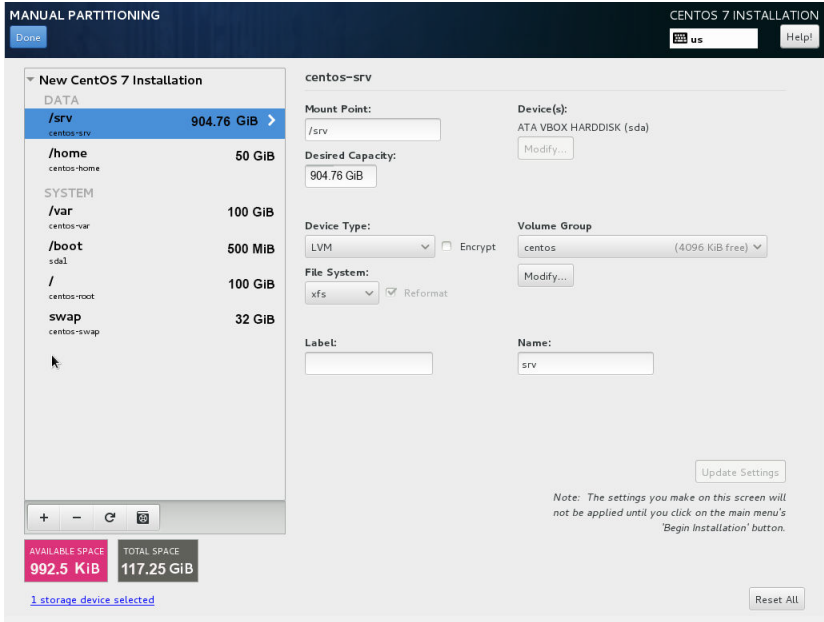 MANUAL PARTITIONING
CENTOS 7 INSTALLATION
Done
us
Help!
New CentOS 7 Installation
DATA
/srv
904.76 GiB
centos-srv
/home
50 GiB
centos-home
SYSTEM
/var
100 GiB
centos-var
/boot
500 MiB
sda1
/
100 GiB
centos-root
swap
32 GiB
centos-swap
+ −
AVAILABLE SPACE
992.5 KiB
TOTAL SPACE
117.25 GiB
1 storage device selected
centos-srv
Mount Point:
/srv
Desired Capacity:
904.76 GiB
Device(s):
ATA VBOX HARDDISK (sda)
Modify...
Device Type:
LVM
Encrypt
File System:
xfs
Reformat
Volume Group
centos (4096 KiB free)
Modify...
Label:
Name:
srv
Update Settings
Note: The settings you make on this screen will
not be applied until you click on the main menu's
'Begin Installation' button.
Reset All